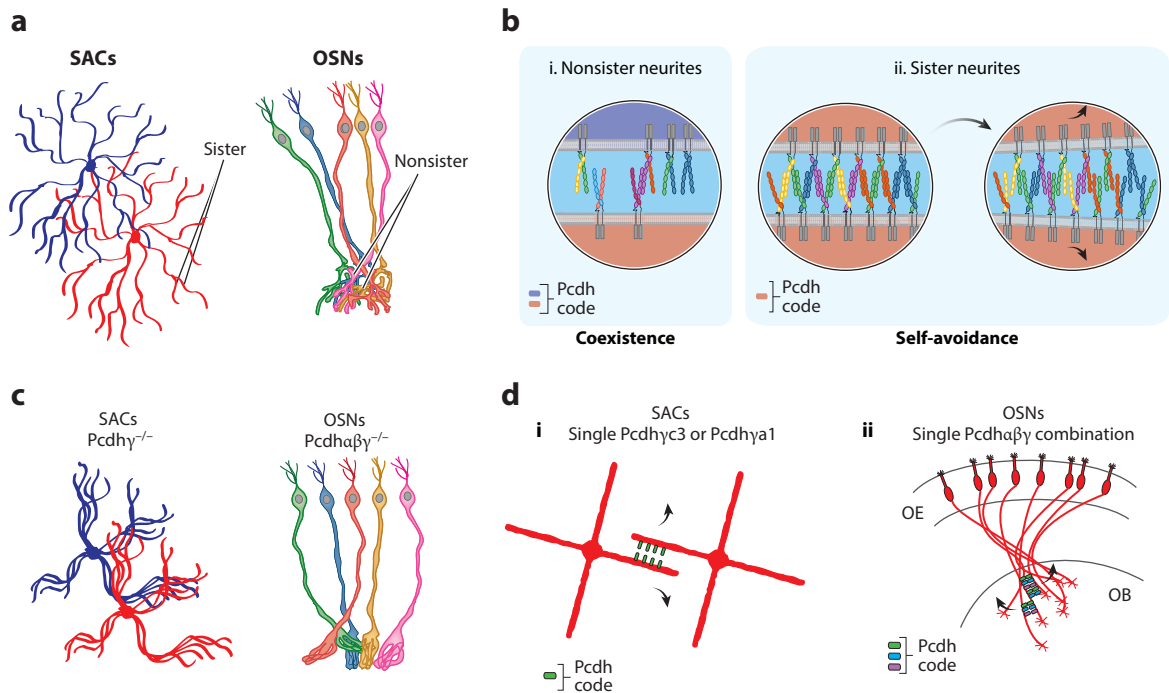 a
SACs
OSNs
Sister
Nonsister
b
i. Nonsister neurites
ii. Sister neurites
Pcdh
code
Pcdh
code
Coexistence
Self-avoidance
c
SACs
Pcdhγ⁻/⁻
OSNs
Pcdhαβγ⁻/⁻
d
i
SACs
Single Pcdhγc3 or Pcdhγa1
Pcdh
code
ii
OSNs
Single Pcdhαβγ combination
OE
OB
Pcdh
code